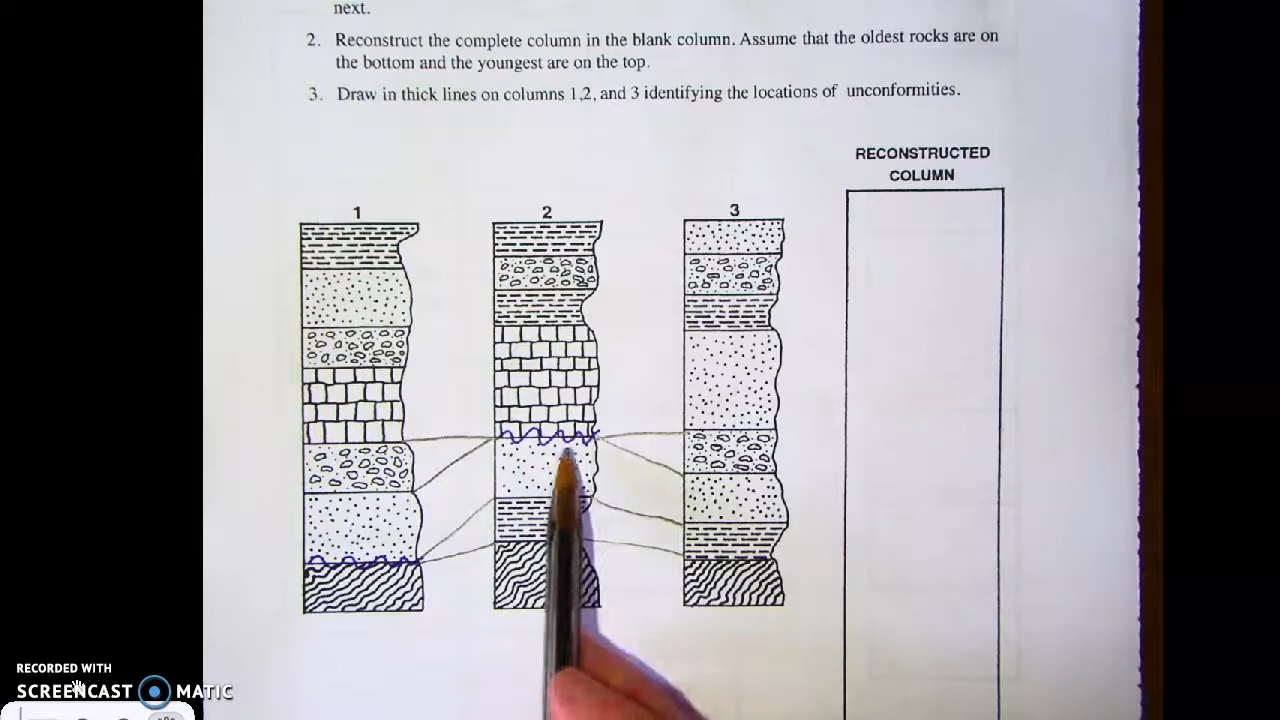 next.
2. Reconstruct the complete column in the blank column. Assume that the oldest rocks are on
the bottom and the youngest are on the top.
3. Draw in thick lines on columns 1,2, and 3 identifying the locations of unconformities.
RECONSTRUCTED
COLUMN
1
2
3
RECORDED WITH
SCREENCAST MATIC